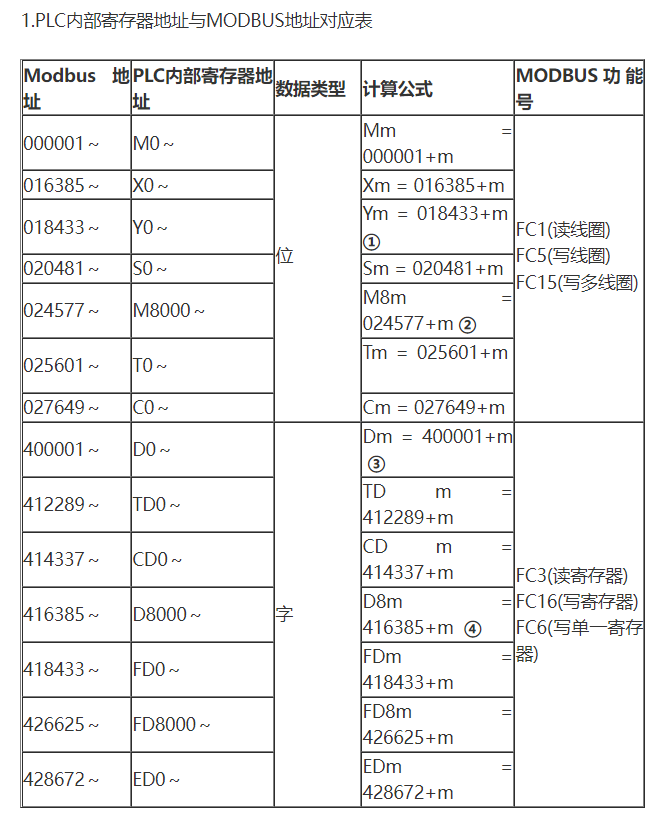 1.PLC内部寄存器地址与MODBUS地址对应表
Modbus 地
址
PLC内部寄存器地
址
数据类型
计算公式
MODBUS 功 能
号
000001~
M0~
位
Mm =
000001+m
FC1(读线圈)
FC5(写线圈)
FC15(写多线圈)
016385~
X0~
Xm = 016385+m
018433~
Y0~
Ym = 018433+m
①
020481~
S0~
Sm = 020481+m
024577~
M8000~
M8m =
024577+m ②
025601~
T0~
Tm = 025601+m
027649~
C0~
Cm = 027649+m
400001~
D0~
字
Dm = 400001+m
③
FC3(读寄存器)
FC16(写寄存器)
FC6(写单一寄存
器)
412289~
TD0~
TD m =
412289+m
414337~
CD0~
CD m =
414337+m
416385~
D8000~
D8m =
416385+m ④
418433~
FD0~
FDm =
418433+m
426625~
FD8000~
FD8m =
426625+m
428672~
ED0~
EDm =
428672+m